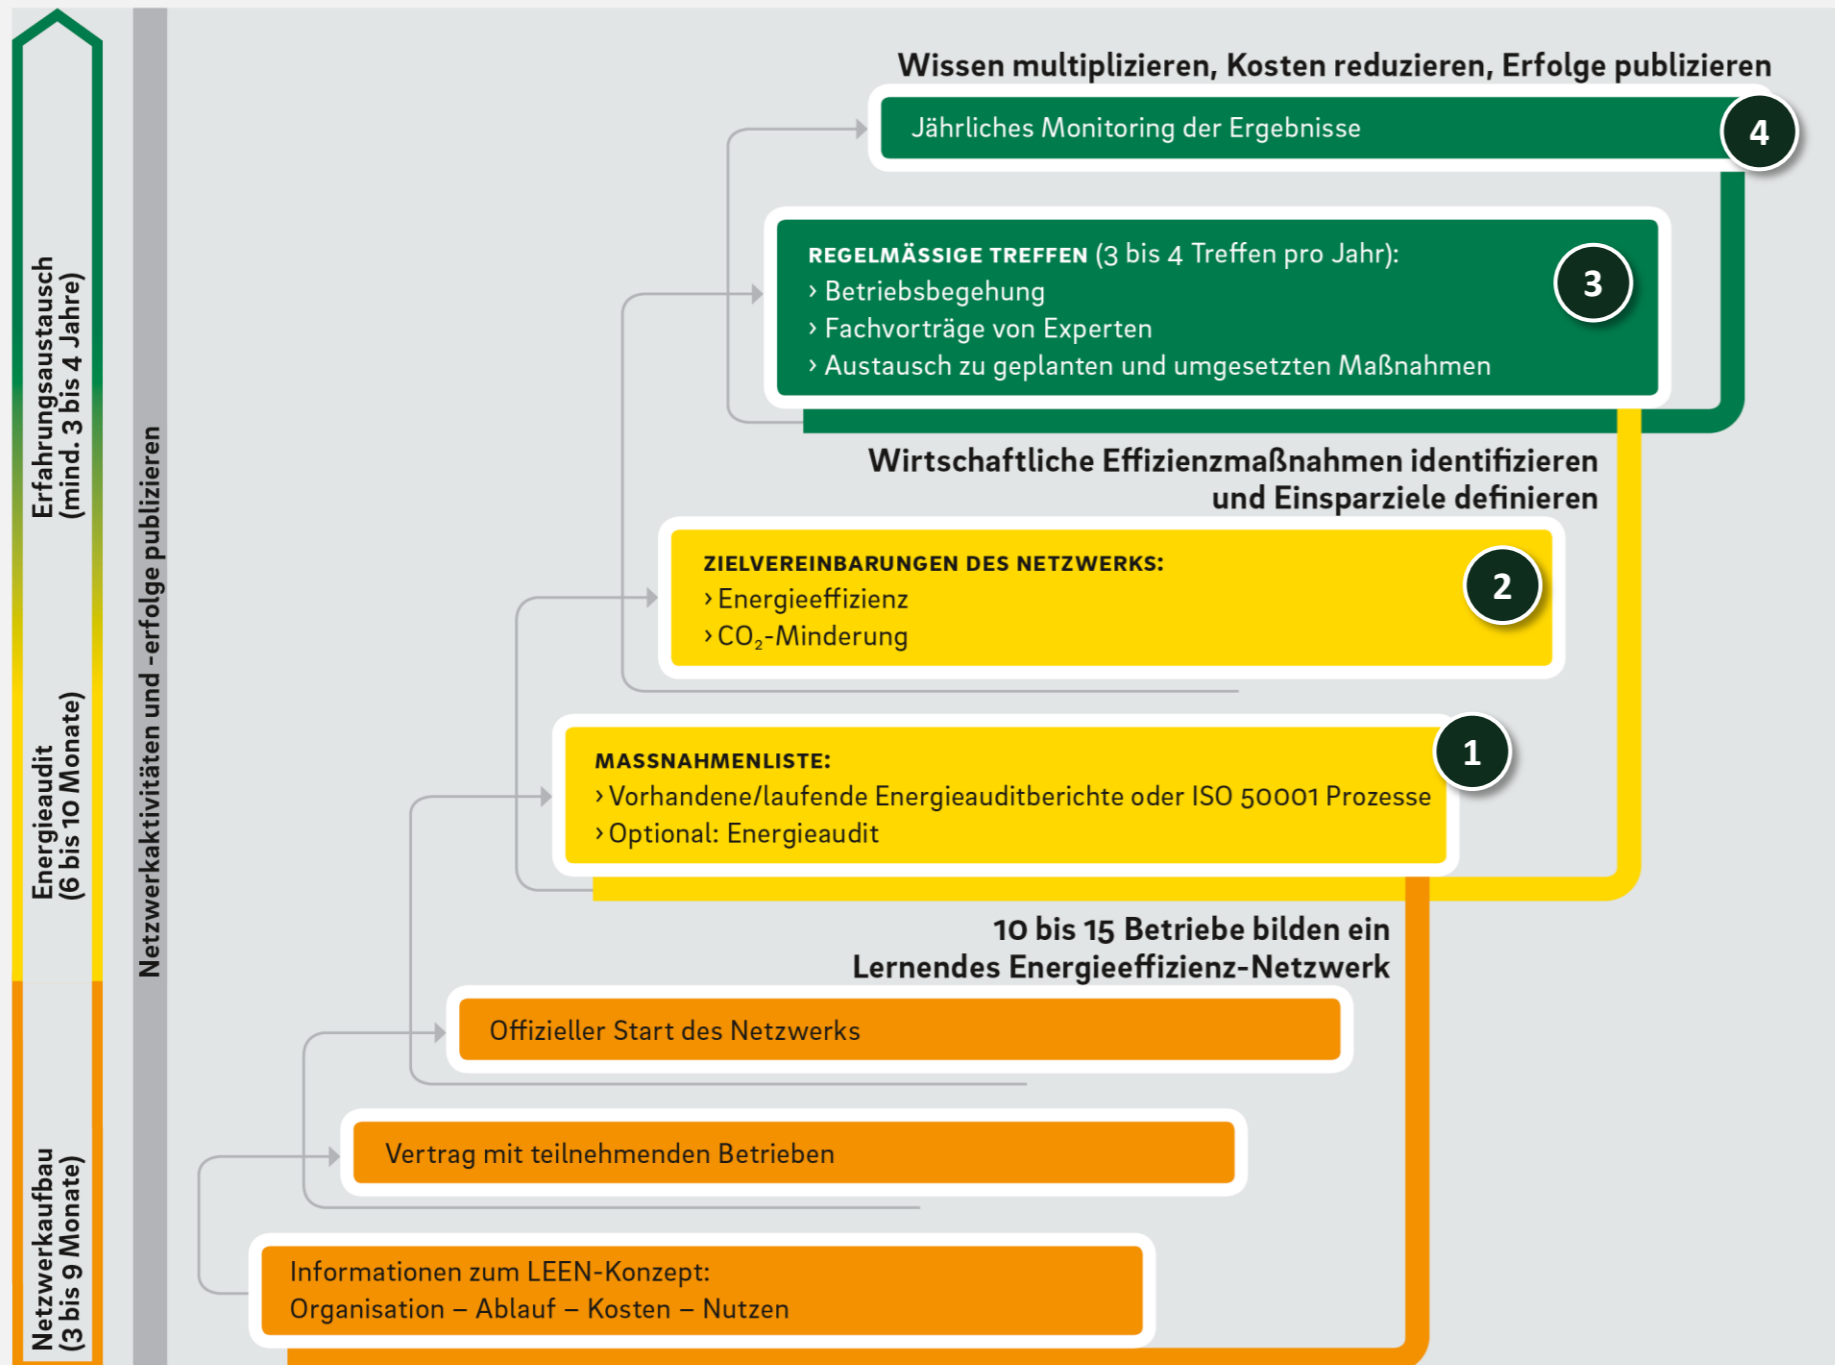 Wissen multiplizieren, Kosten reduzieren, Erfolge publizieren
Jährliches Monitoring der Ergebnisse
4
REGELMÄSSIGE TREFFEN (3 bis 4 Treffen pro Jahr):
› Betriebsbegehung
› Fachvorträge von Experten
› Austausch zu geplanten und umgesetzten Maßnahmen
3
Wirtschaftliche Effizienzmaßnahmen identifizieren
und Einsparziele definieren
ZIELVEREINBARUNGEN DES NETZWERKS:
› Energieeffizienz
› CO₂-Minderung
2
MASSNAHMENLISTE:
› Vorhandene/laufende Energieauditberichte oder ISO 50001 Prozesse
› Optional: Energieaudit
1
10 bis 15 Betriebe bilden ein
Lernendes Energieeffizienz-Netzwerk
Offizieller Start des Netzwerks
Vertrag mit teilnehmenden Betrieben
Informationen zum LEEN-Konzept:
Organisation – Ablauf – Kosten – Nutzen
Erfahrungsaustausch
(mind. 3 bis 4 Jahre)
Energieaudit
(6 bis 10 Monate)
Netzwerkaufbau
(3 bis 9 Monate)
Netzwerkaktivitäten und -erfolge publizieren